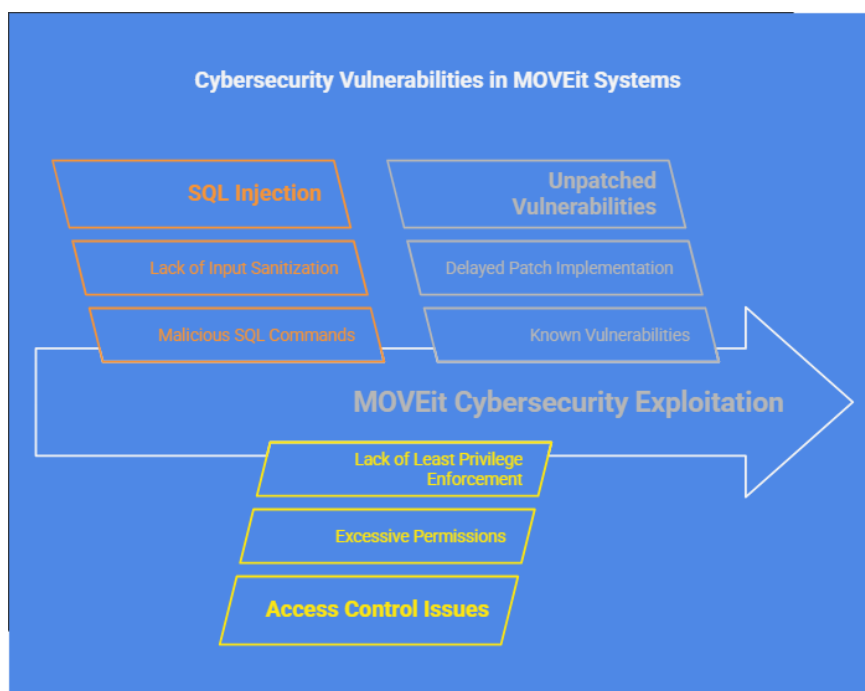 Cybersecurity Vulnerabilities in MOVEit Systems
SQL Injection
Lack of Input Sanitization
Malicious SQL Commands
Unpatched
Vulnerabilities
Delayed Patch Implementation
Known Vulnerabilities
MOVEit Cybersecurity Exploitation
Lack of Least Privilege
Enforcement
Excessive Permissions
Access Control Issues